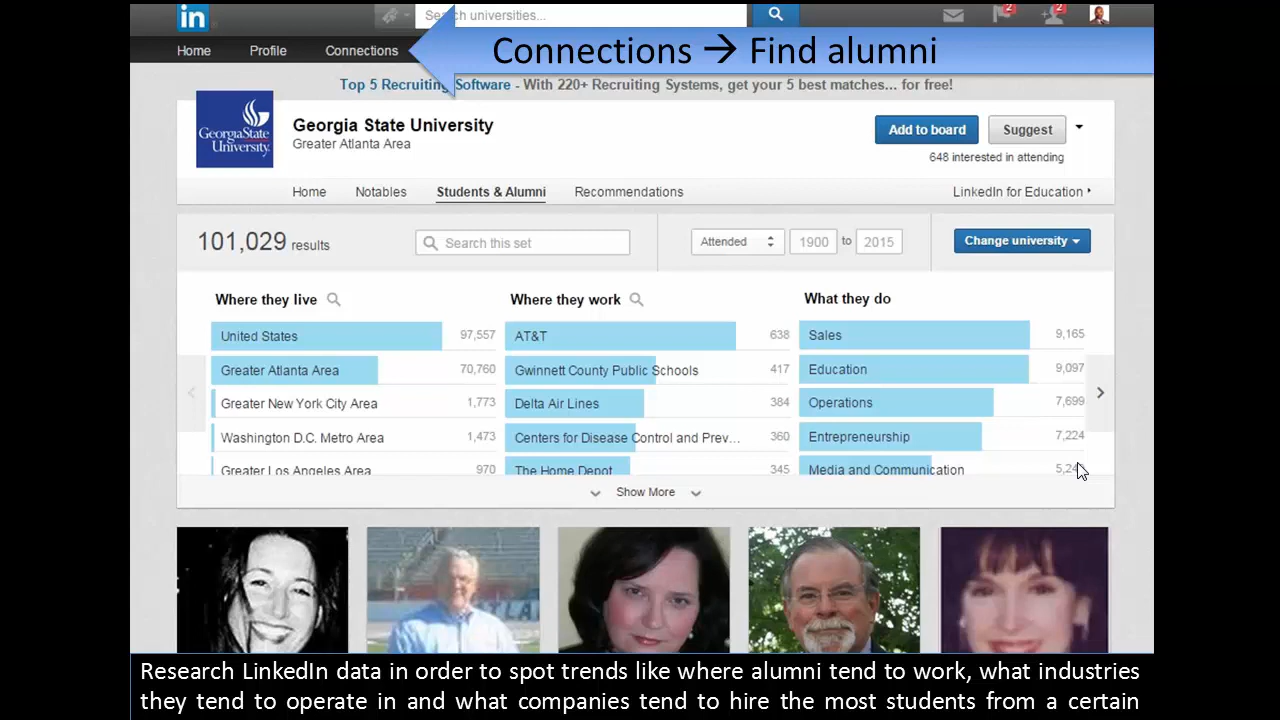 in
Search universities...
2
2
Home Profile Connections
Connections → Find alumni
Top 5 Recruiting Software - With 220+ Recruiting Systems, get your 5 best matches... for free!
GeorgiaState
University.
Georgia State University
Greater Atlanta Area
Add to board Suggest
648 interested in attending
Home Notables Students & Alumni Recommendations LinkedIn for Education
101,029 results Search this set Attended 1900 to 2015 Change university
Where they live Where they work What they do
United States 97,557 AT&T 638 Sales 9,165
Greater Atlanta Area 70,760 Gwinnett County Public Schools 417 Education 9,097
Greater New York City Area 1,773 Delta Air Lines 384 Operations 7,699
Washington D.C. Metro Area 1,473 Centers for Disease Control and Prev... 360 Entrepreneurship 7,224
Greater Los Angeles Area 970 The Home Depot 345 Media and Communication
Show More
Research LinkedIn data in order to spot trends like where alumni tend to work, what industries
they tend to operate in and what companies tend to hire the most students from a certain